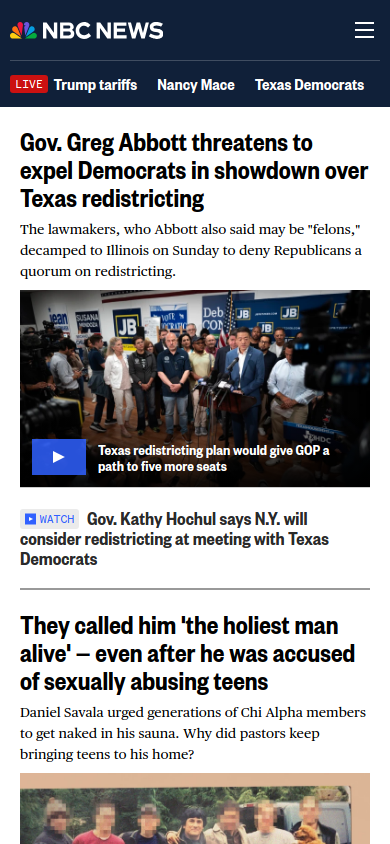 NBC NEWS
LIVE Trump tariffs Nancy Mace Texas Democrats
Gov. Greg Abbott threatens to
expel Democrats in showdown over
Texas redistricting
The lawmakers, who Abbott also said may be "felons,"
decamped to Illinois on Sunday to deny Republicans a
quorum on redistricting.
JB
JB
JB
Texas redistricting plan would give GOP a
path to five more seats
WATCH Gov. Kathy Hochul says N.Y. will
consider redistricting at meeting with Texas
Democrats
They called him 'the holiest man
alive' — even after he was accused
of sexually abusing teens
Daniel Savala urged generations of Chi Alpha members
to get naked in his sauna. Why did pastors keep
bringing teens to his home?